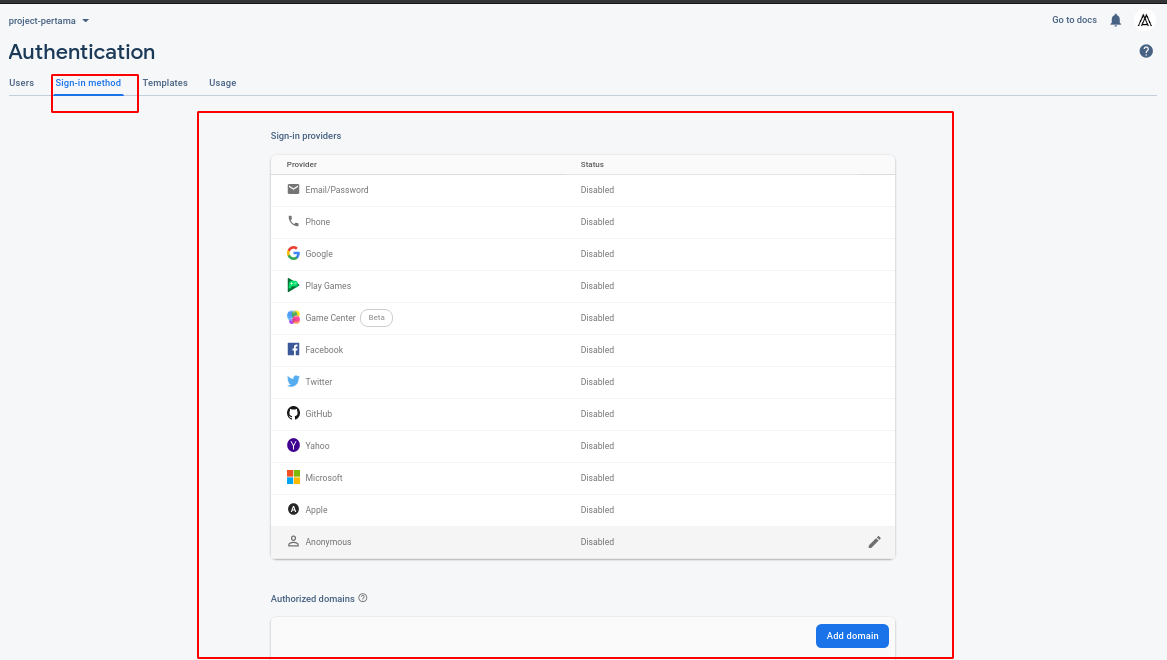 project-pertama
Go to docs
Authentication
Users Sign-in method Templates Usage
Sign-in providers
Provider Status
Email/Password Disabled
Phone Disabled
Google Disabled
Play Games Disabled
Game Center Beta Disabled
Facebook Disabled
Twitter Disabled
GitHub Disabled
Yahoo Disabled
Microsoft Disabled
Apple Disabled
Anonymous Disabled
Authorized domains
Add domain